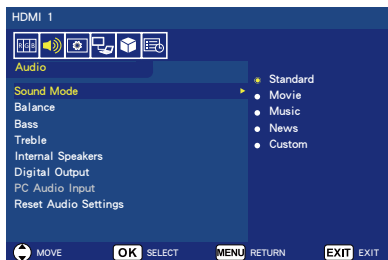 HDMI 1
RGB
Audio
Sound Mode
Balance
Bass
Treble
Internal Speakers
Digital Output
PC Audio Input
Reset Audio Settings
Standard
Movie
Music
News
Custom
MOVE OK SELECT MENU RETURN EXIT EXIT